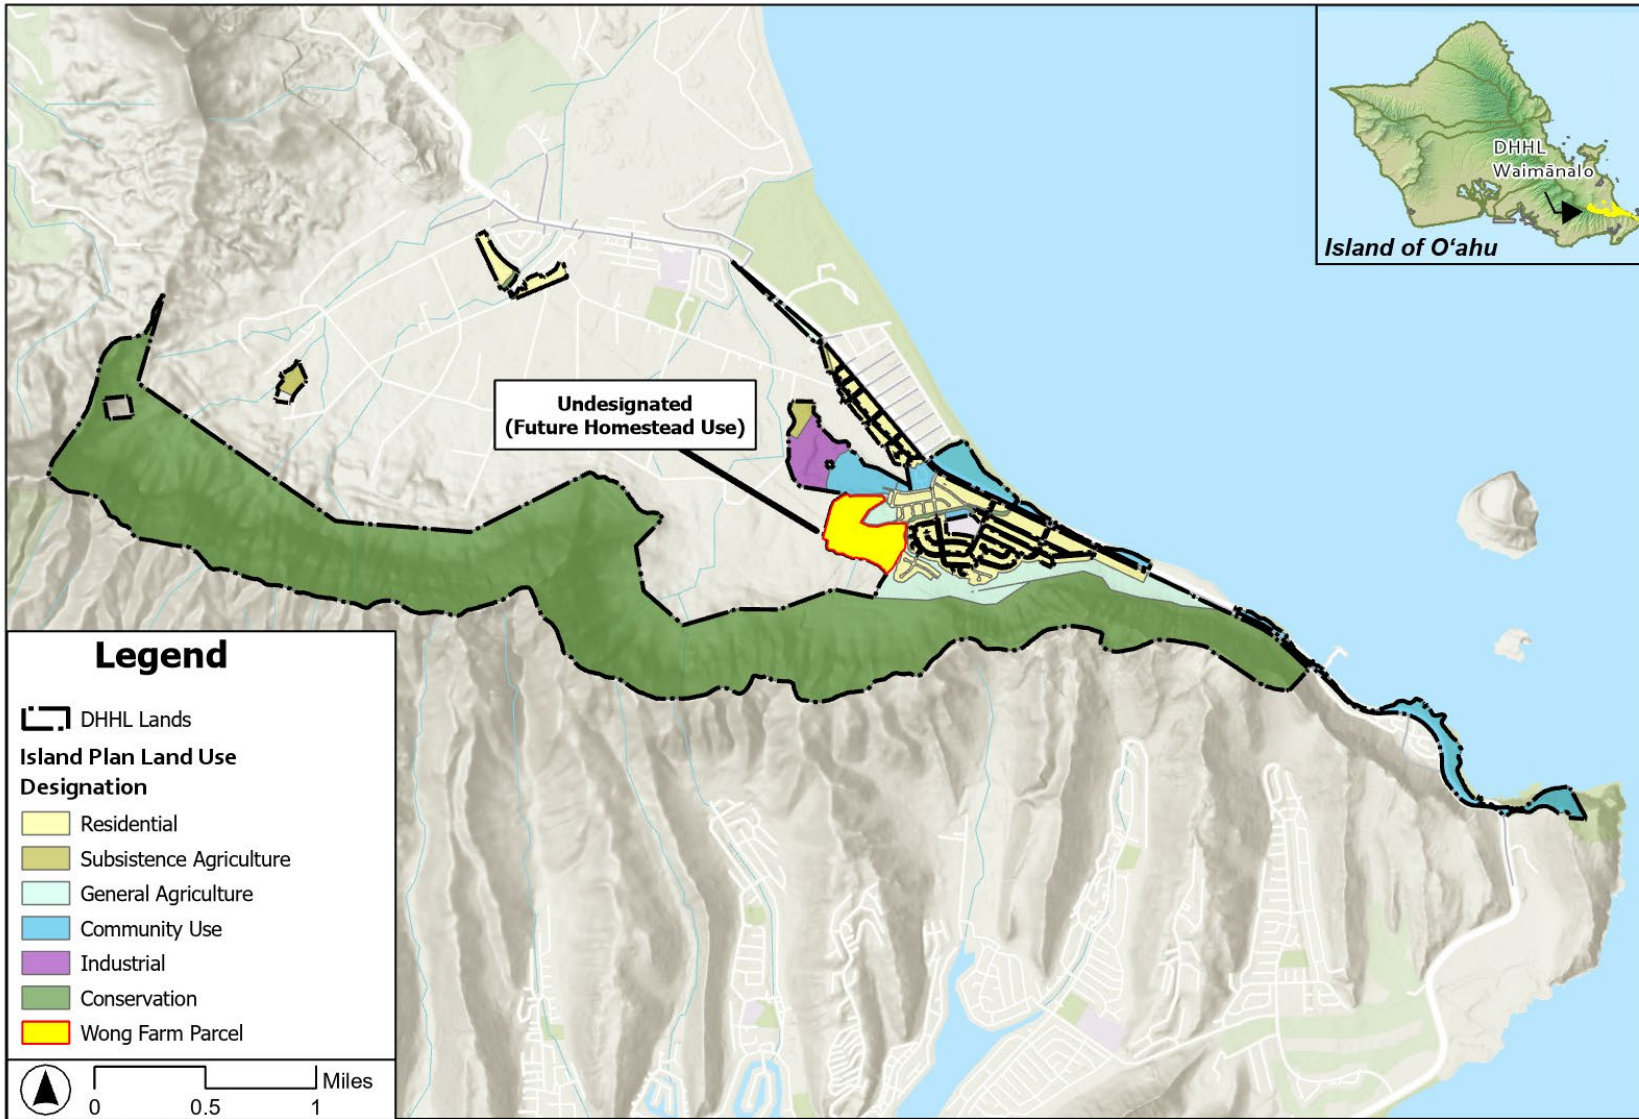 DHHL
Waimānalo
Island of Oʻahu
Undesignated
(Future Homestead Use)
Legend
DHHL Lands
Island Plan Land Use
Designation
Residential
Subsistence Agriculture
General Agriculture
Community Use
Industrial
Conservation
Wong Farm Parcel
Miles
0 0.5 1